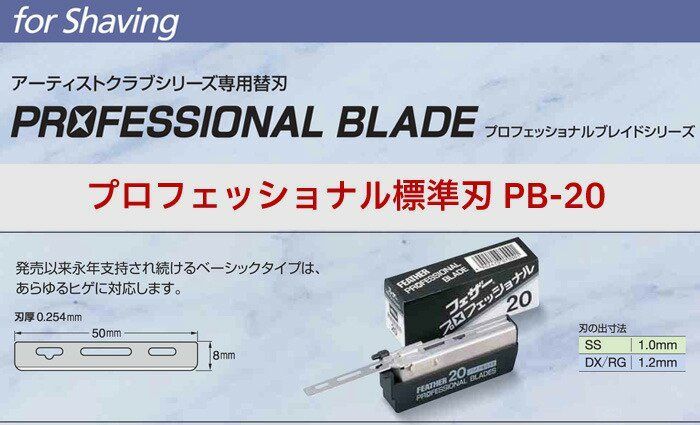 for Shaving
アーティストクラブシリーズ専用替刃
PROFESSIONAL BLADE プロフェッショナルブレイドシリーズ
プロフェッショナル標準刃 PB-20
発売以来永年支持され続けるベーシックタイプは、
あらゆるヒゲに対応します。
刃厚 0.254mm
50mm
8mm
FEATHER
PROFESSIONAL
BLADE
フェザー
プロフェッショナル
20
FEATHER 20
PROFESSIONAL BLADES
刃の出寸法
SS 1.0mm
DX/RG 1.2mm